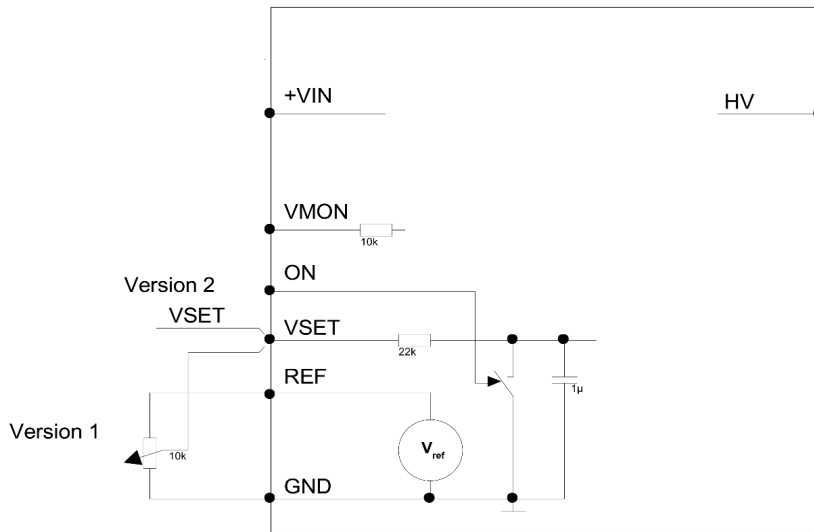 +VIN
HV
VMON
10k
ON
Version 2
VSET
VSET
22k
1µ
REF
Version 1
10k
Vref
GND